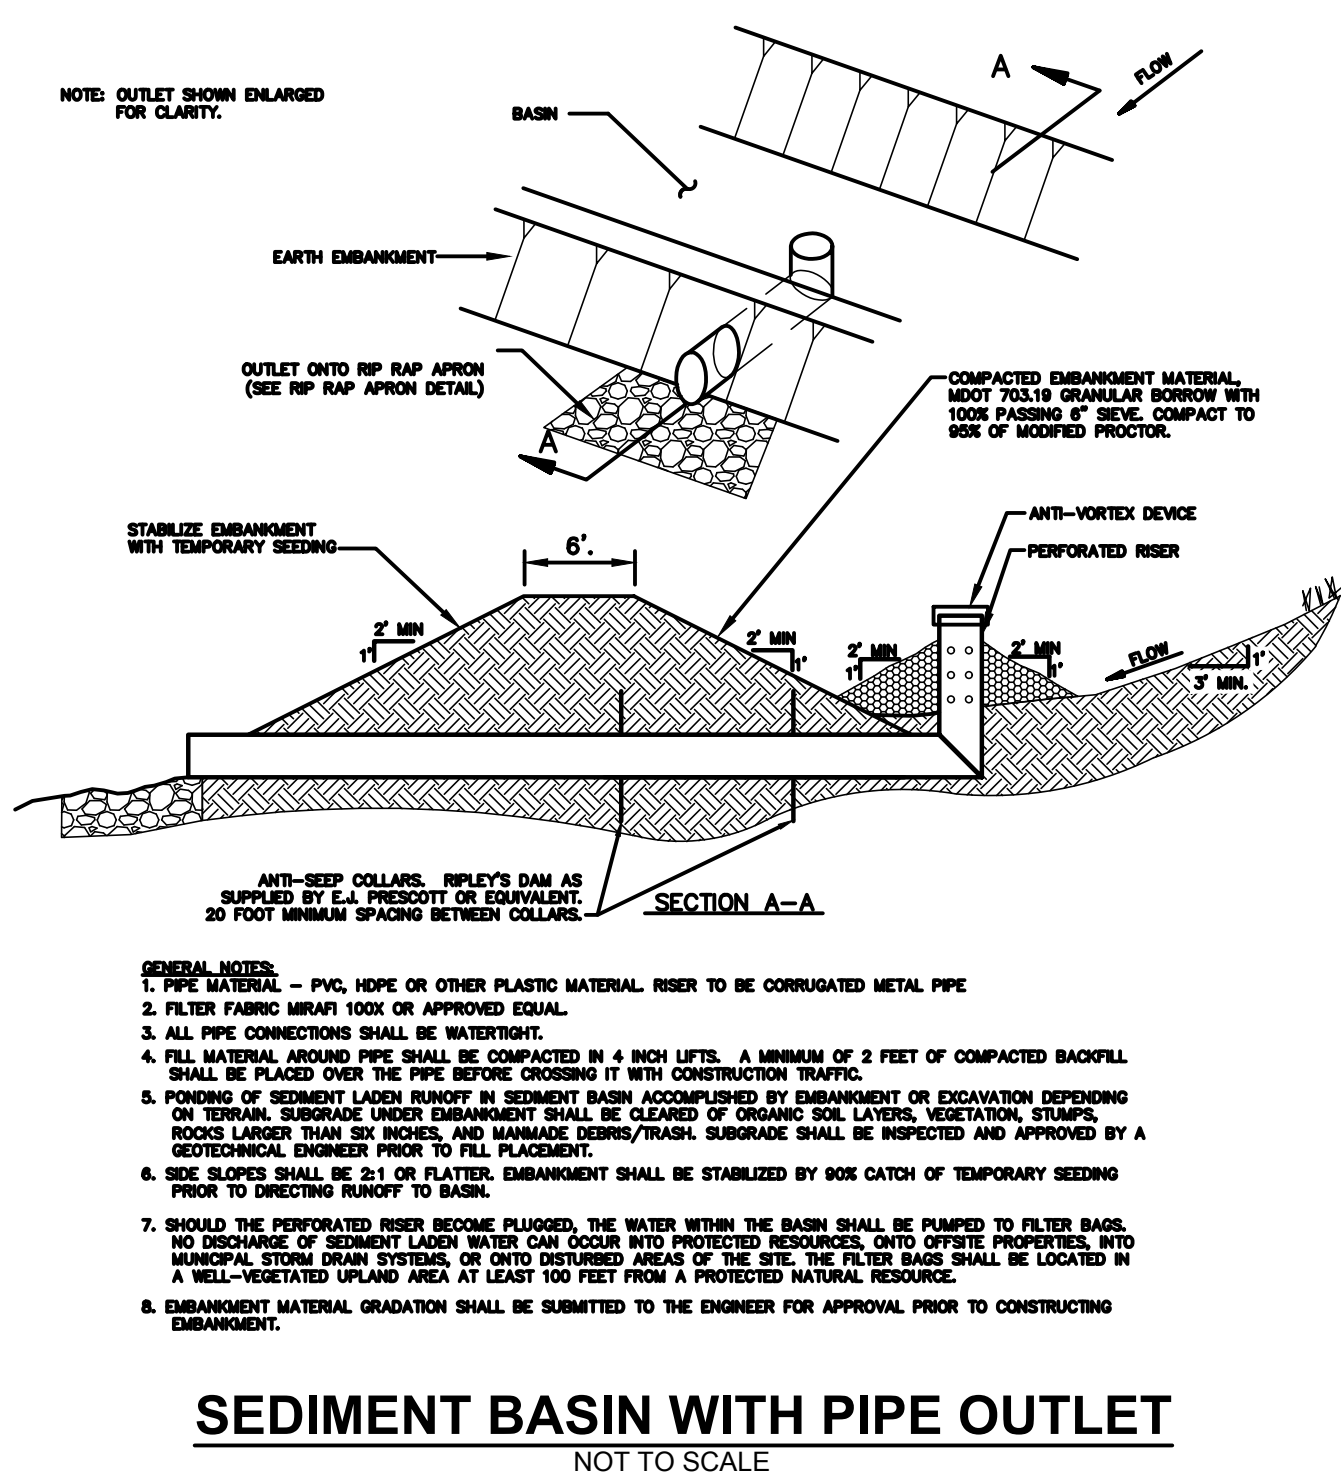 NOTE: OUTLET SHOWN ENLARGED
FOR CLARITY.
A
FLOW
BASIN
EARTH EMBANKMENT
OUTLET ONTO RIP RAP APRON
(SEE RIP RAP APRON DETAIL)
A
COMPACTED EMBANKMENT MATERIAL,
MDOT 703.19 GRANULAR BORROW WITH
100% PASSING 6" SIEVE. COMPACT TO
95% OF MODIFIED PROCTOR.
STABILIZE EMBANKMENT
WITH TEMPORARY SEEDING
6'.
ANTI-VORTEX DEVICE
PERFORATED RISER
2' MIN
1'
2' MIN
1'
2' MIN
1'
2' MIN
1'
FLOW
1'
3' MIN.
ANTI-SEEP COLLARS. RIPLEY'S DAM AS
SUPPLIED BY E.J. PRESCOTT OR EQUIVALENT.
20 FOOT MINIMUM SPACING BETWEEN COLLARS.
SECTION A-A
GENERAL NOTES:
1. PIPE MATERIAL - PVC, HDPE OR OTHER PLASTIC MATERIAL. RISER TO BE CORRUGATED METAL PIPE
2. FILTER FABRIC MIRAFI 100X OR APPROVED EQUAL.
3. ALL PIPE CONNECTIONS SHALL BE WATERTIGHT.
4. FILL MATERIAL AROUND PIPE SHALL BE COMPACTED IN 4 INCH LIFTS. A MINIMUM OF 2 FEET OF COMPACTED BACKFILL
SHALL BE PLACED OVER THE PIPE BEFORE CROSSING IT WITH CONSTRUCTION TRAFFIC.
5. PONDING OF SEDIMENT LADEN RUNOFF IN SEDIMENT BASIN ACCOMPLISHED BY EMBANKMENT OR EXCAVATION DEPENDING
ON TERRAIN. SUBGRADE UNDER EMBANKMENT SHALL BE CLEARED OF ORGANIC SOIL LAYERS, VEGETATION, STUMPS,
ROCKS LARGER THAN SIX INCHES, AND MANMADE DEBRIS/TRASH. SUBGRADE SHALL BE INSPECTED AND APPROVED BY A
GEOTECHNICAL ENGINEER PRIOR TO FILL PLACEMENT.
6. SIDE SLOPES SHALL BE 2:1 OR FLATTER. EMBANKMENT SHALL BE STABILIZED BY 90% CATCH OF TEMPORARY SEEDING
PRIOR TO DIRECTING RUNOFF TO BASIN.
7. SHOULD THE PERFORATED RISER BECOME PLUGGED, THE WATER WITHIN THE BASIN SHALL BE PUMPED TO FILTER BAGS.
NO DISCHARGE OF SEDIMENT LADEN WATER CAN OCCUR INTO PROTECTED RESOURCES, ONTO OFFSITE PROPERTIES, INTO
MUNICIPAL STORM DRAIN SYSTEMS, OR ONTO DISTURBED AREAS OF THE SITE. THE FILTER BAGS SHALL BE LOCATED IN
A WELL-VEGETATED UPLAND AREA AT LEAST 100 FEET FROM A PROTECTED NATURAL RESOURCE.
8. EMBANKMENT MATERIAL GRADATION SHALL BE SUBMITTED TO THE ENGINEER FOR APPROVAL PRIOR TO CONSTRUCTING
EMBANKMENT.
SEDIMENT BASIN WITH PIPE OUTLET
NOT TO SCALE